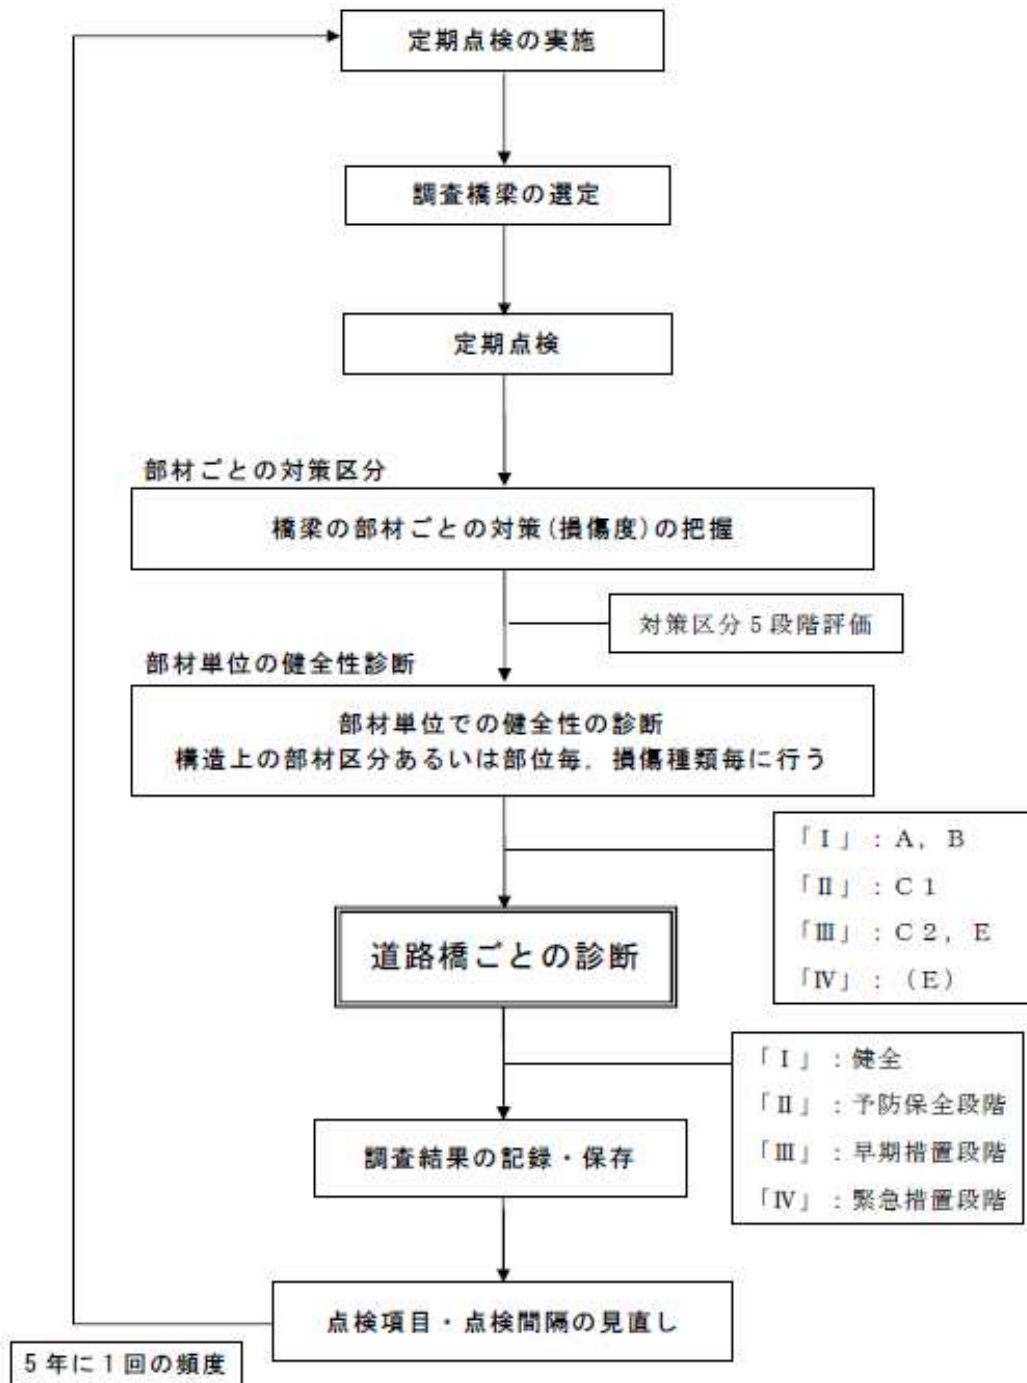 定期点検の実施
調査橋梁の選定
定期点検
部材ごとの対策区分
橋梁の部材ごとの対策(損傷度)の把握
対策区分5段階評価
部材単位の健全性診断
部材単位での健全性の診断
構造上の部材区分あるいは部位毎，損傷種類毎に行う
「Ⅰ」：A，B
「Ⅱ」：C1
「Ⅲ」：C2，E
「Ⅳ」：（E）
道路橋ごとの診断
「Ⅰ」：健全
「Ⅱ」：予防保全段階
「Ⅲ」：早期措置段階
「Ⅳ」：緊急措置段階
調査結果の記録・保存
点検項目・点検間隔の見直し
5年に1回の頻度